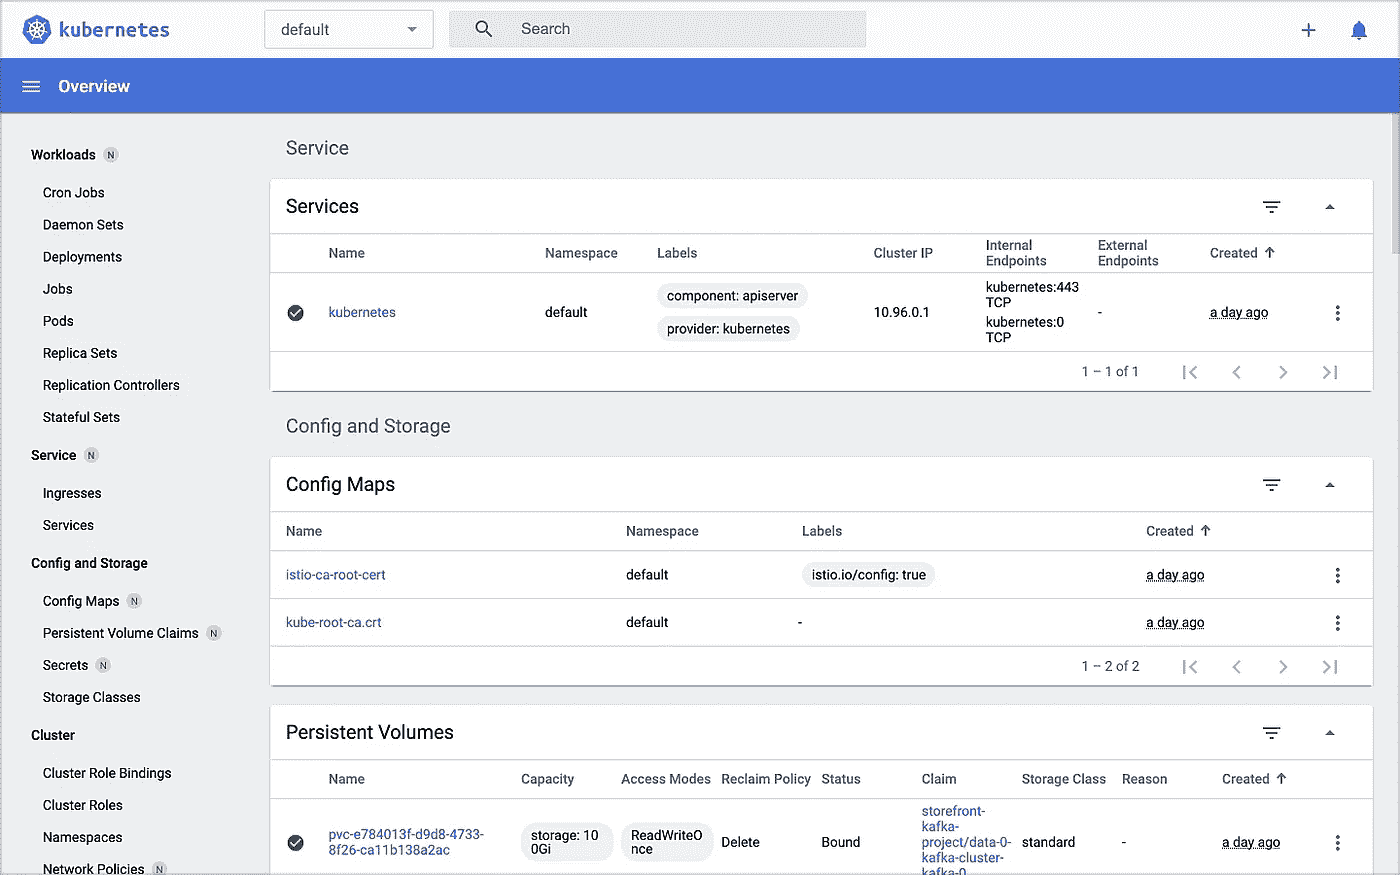 kubernetes
default
Search
Overview
Workloads N
Cron Jobs
Daemon Sets
Deployments
Jobs
Pods
Replica Sets
Replication Controllers
Stateful Sets
Service N
Ingresses
Services
Config and Storage
Config Maps N
Persistent Volume Claims N
Secrets N
Storage Classes
Cluster
Cluster Role Bindings
Cluster Roles
Namespaces
Network Policies N
Service
Services
Name Namespace Labels Cluster IP Internal Endpoints External Endpoints Created
kubernetes default component: apiserver provider: kubernetes 10.96.0.1 kubernetes:443 TCP kubernetes:0 TCP - a day ago
1 – 1 of 1
Config and Storage
Config Maps
Name Namespace Labels Created
istio-ca-root-cert default istio.io/config: true a day ago
kube-root-ca.crt default - a day ago
1 – 2 of 2
Persistent Volumes
Name Capacity Access Modes Reclaim Policy Status Claim Storage Class Reason Created
pvc-e784013f-d9d8-4733-
8f26-ca11b138a2ac
storage: 10
0Gi
ReadWriteO
nce
Delete
Bound
storefront-
kafka-
project/data-0-
kafka-cluster-
kafka-0
standard
-
a day ago